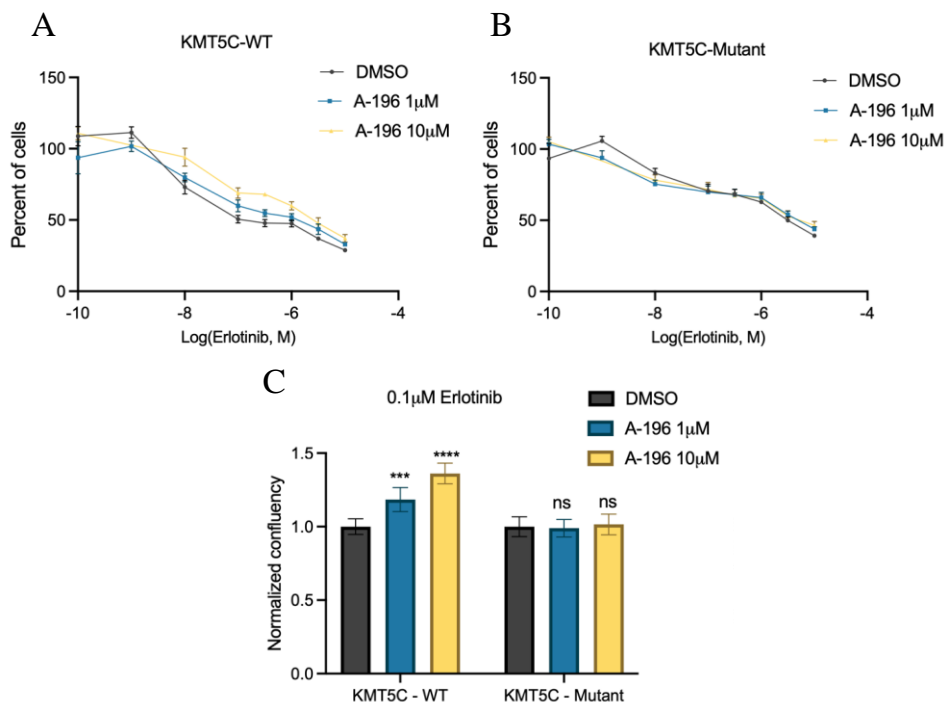 A
KMT5C-WT
DMSO
A-196 1μM
A-196 10μM
Percent of cells
150
100
50
0
-10
-8
-6
-4
Log(Erlotinib, M)
B
KMT5C-Mutant
DMSO
A-196 1μM
A-196 10μM
Percent of cells
150
100
50
0
-10
-8
-6
-4
Log(Erlotinib, M)
C
0.1μM Erlotinib
DMSO
A-196 1μM
A-196 10μM
Normalized confluency
1.5
1.0
0.5
0.0
***
****
ns
ns
KMT5C - WT
KMT5C - Mutant